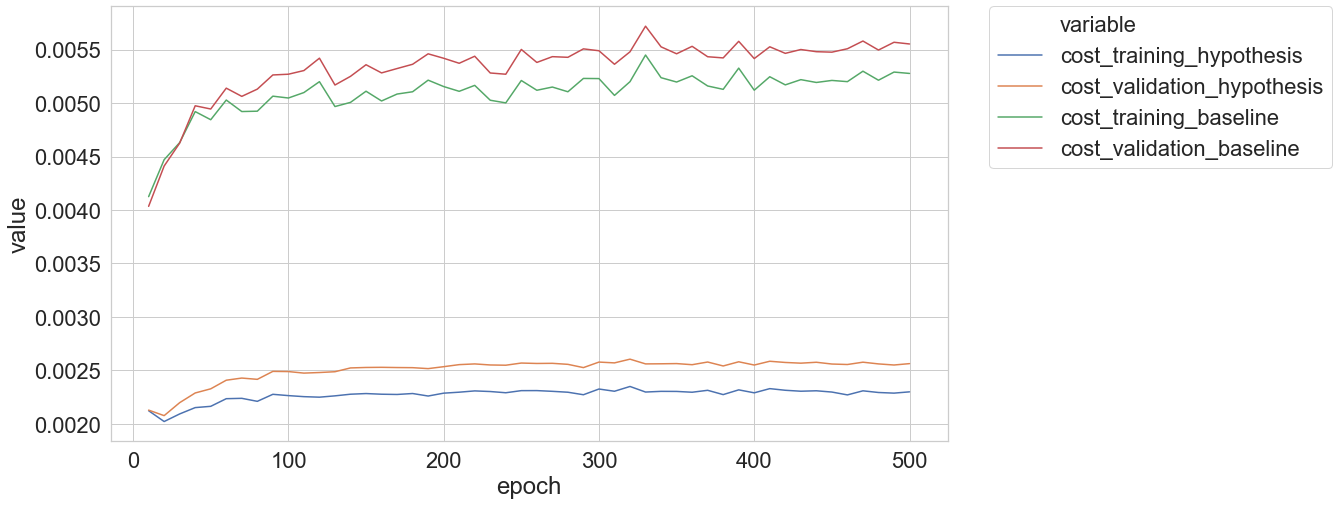 variable
cost_training_hypothesis
cost_validation_hypothesis
cost_training_baseline
cost_validation_baseline
value
0.0055
0.0050
0.0045
0.0040
0.0035
0.0030
0.0025
0.0020
0 100 200 300 400 500
epoch